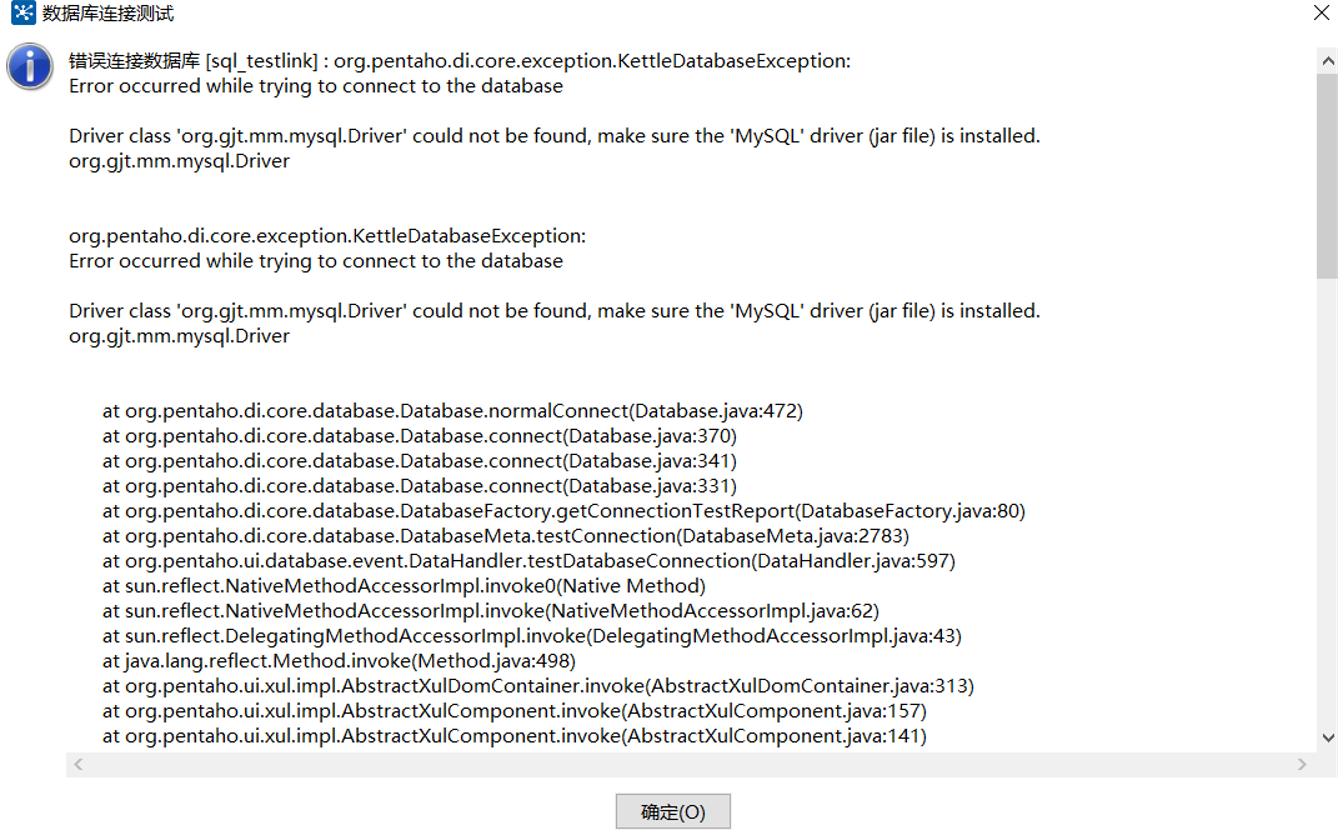 数据库连接测试
错误连接数据库 [sql_testlink] : org.pentaho.di.core.exception.KettleDatabaseException:
Error occurred while trying to connect to the database
Driver class 'org.gjt.mm.mysql.Driver' could not be found, make sure the 'MySQL' driver (jar file) is installed.
org.gjt.mm.mysql.Driver
org.pentaho.di.core.exception.KettleDatabaseException:
Error occurred while trying to connect to the database
Driver class 'org.gjt.mm.mysql.Driver' could not be found, make sure the 'MySQL' driver (jar file) is installed.
org.gjt.mm.mysql.Driver
at org.pentaho.di.core.database.Database.normalConnect(Database.java:472)
at org.pentaho.di.core.database.Database.connect(Database.java:370)
at org.pentaho.di.core.database.Database.connect(Database.java:341)
at org.pentaho.di.core.database.Database.connect(Database.java:331)
at org.pentaho.di.core.database.DatabaseFactory.getConnectionTestReport(DatabaseFactory.java:80)
at org.pentaho.di.core.database.DatabaseMeta.testConnection(DatabaseMeta.java:2783)
at org.pentaho.ui.database.event.DataHandler.testDatabaseConnection(DataHandler.java:597)
at sun.reflect.NativeMethodAccessorImpl.invoke0(Native Method)
at sun.reflect.NativeMethodAccessorImpl.invoke(NativeMethodAccessorImpl.java:62)
at sun.reflect.DelegatingMethodAccessorImpl.invoke(DelegatingMethodAccessorImpl.java:43)
at java.lang.reflect.Method.invoke(Method.java:498)
at org.pentaho.ui.xul.impl.AbstractXulDomContainer.invoke(AbstractXulDomContainer.java:313)
at org.pentaho.ui.xul.impl.AbstractXulComponent.invoke(AbstractXulComponent.java:157)
at org.pentaho.ui.xul.impl.AbstractXulComponent.invoke(AbstractXulComponent.java:141)
确定(O)